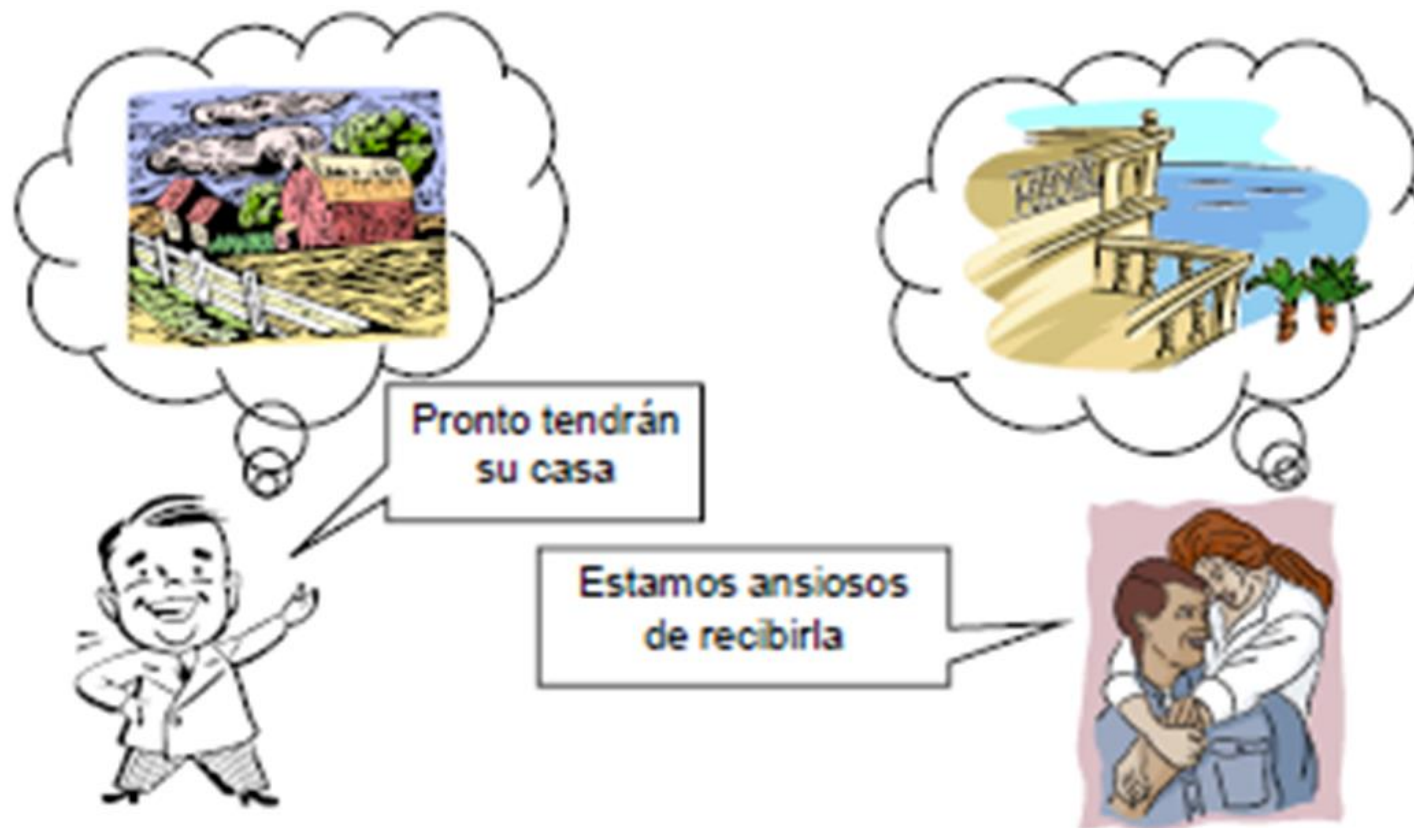 Pronto tendrán
su casa
Estamos ansiosos
de recibirla